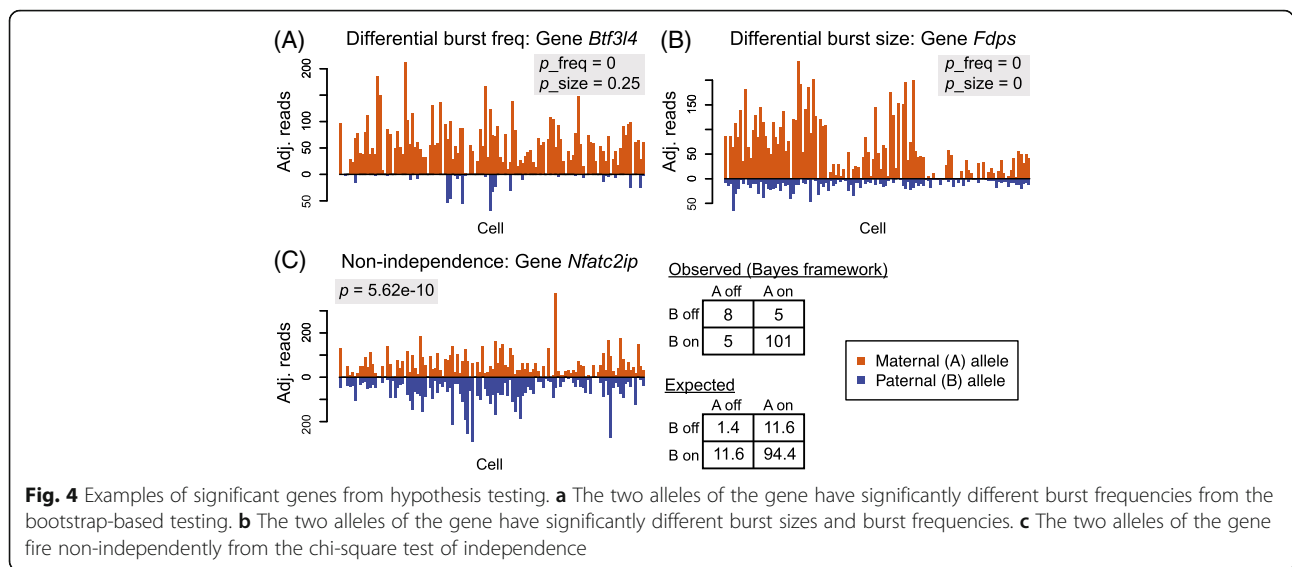 (A) Differential burst freq: Gene Btf3l4
p_freq = 0
p_size = 0.25
Adj. reads
200
100
50
0
50
Cell
(B) Differential burst size: Gene Fdps
p_freq = 0
p_size = 0
Adj. reads
150
50
0
50
Cell
(C) Non-independence: Gene Nfatc2ip
p = 5.62e-10
Adj. reads
200
0
200
Cell
Observed (Bayes framework)
A off A on
B off 8 5
B on 5 101
Expected
A off A on
B off 1.4 11.6
B on 11.6 94.4
Maternal (A) allele
Paternal (B) allele
Fig. 4 Examples of significant genes from hypothesis testing. a The two alleles of the gene have significantly different burst frequencies from the
bootstrap-based testing. b The two alleles of the gene have significantly different burst sizes and burst frequencies. c The two alleles of the gene
fire non-independently from the chi-square test of independence